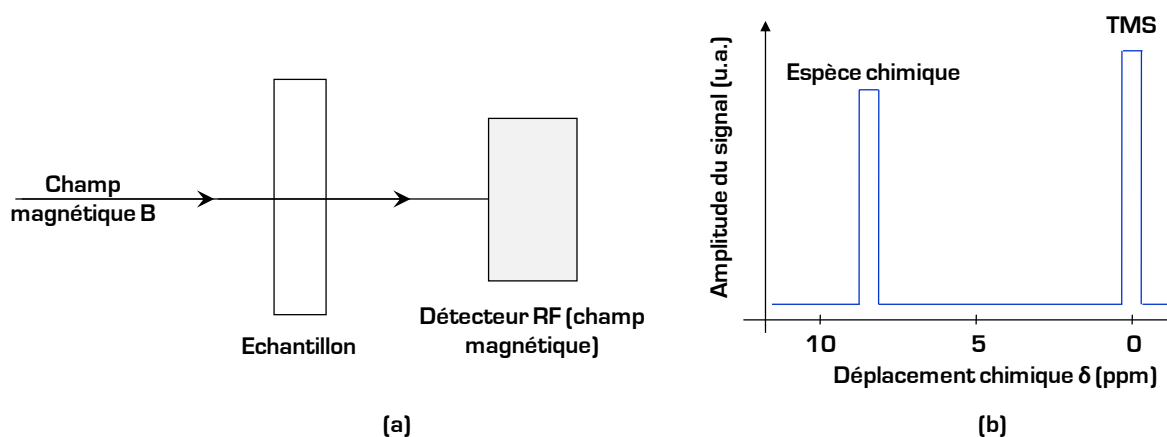 Champ
magnétique B
Echantillon
Détecteur RF (champ
magnétique)
(a)
TMS
Espèce chimique
Amplitude du signal (u.a.)
10 5 0
Déplacement chimique δ (ppm)
(b)